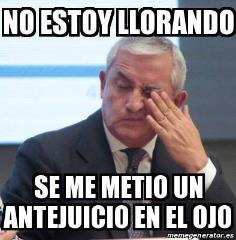 NO ESTOY LLORANDO
SE ME METIO UN
ANTEJUICIO EN EL OJO
memegenerator.es